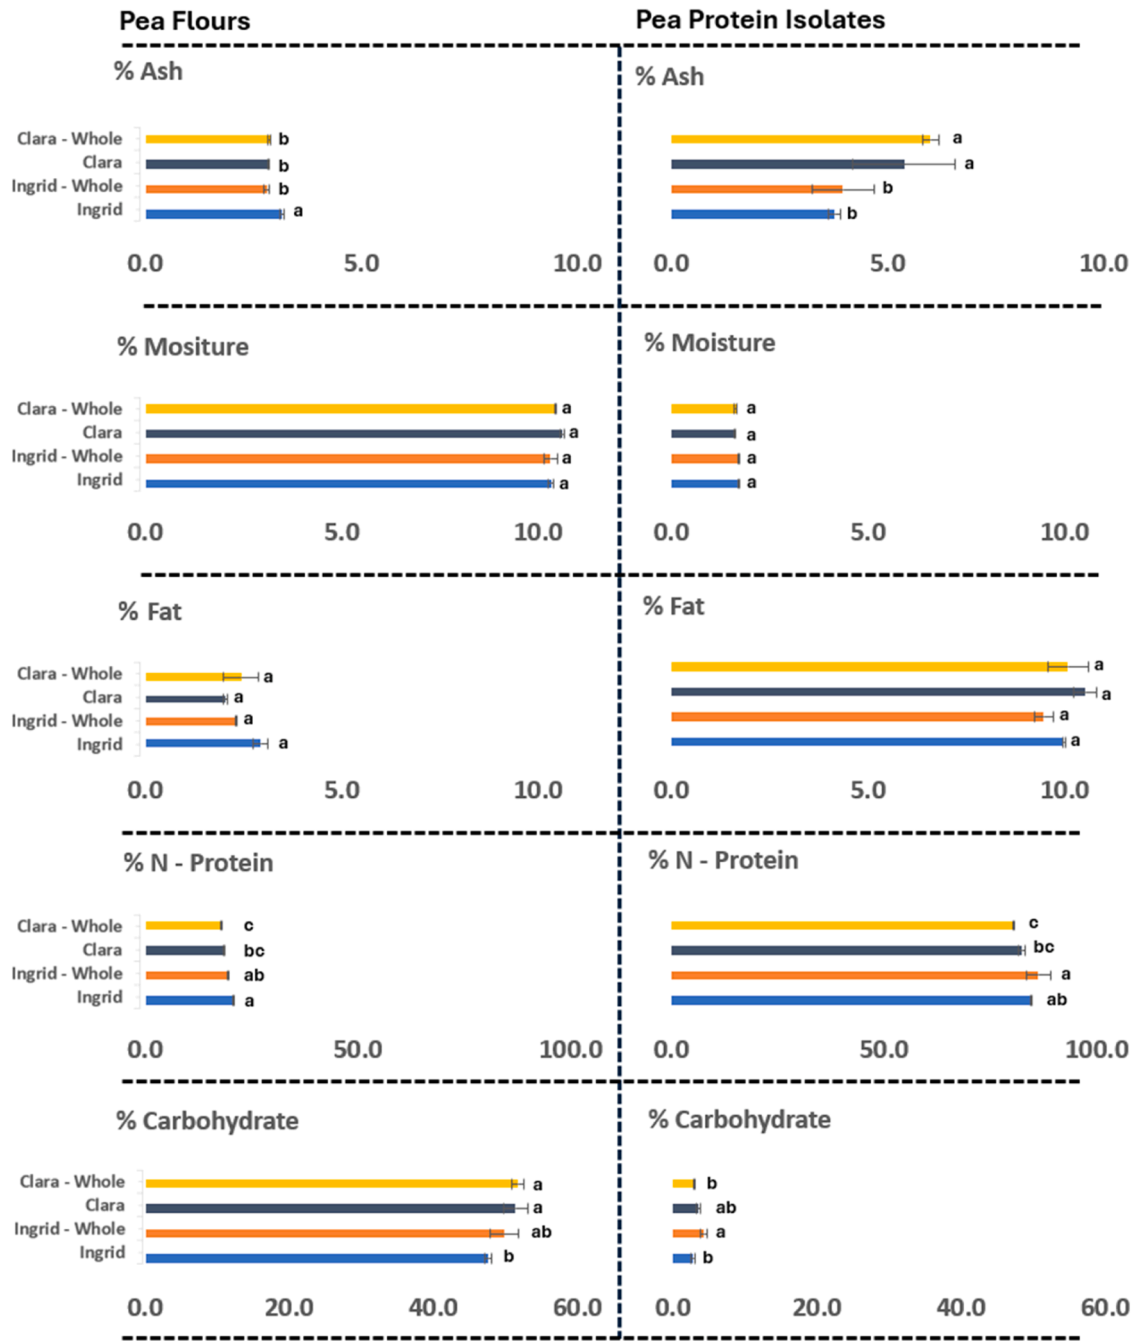 Pea Flours
Pea Protein Isolates
% Ash
% Ash
Clara - Whole
b
a
Clara
b
a
Ingrid - Whole
b
b
Ingrid
a
b
0.0 5.0 10.0
0.0 5.0 10.0
% Mositure
% Moisture
Clara - Whole
a
a
Clara
a
a
Ingrid - Whole
a
a
Ingrid
a
a
0.0 5.0 10.0
0.0 5.0 10.0
% Fat
% Fat
Clara - Whole
a
a
Clara
a
a
Ingrid - Whole
a
a
Ingrid
a
a
0.0 5.0 10.0
0.0 5.0 10.0
% N - Protein
% N - Protein
Clara - Whole
c
c
Clara
bc
bc
Ingrid - Whole
ab
a
Ingrid
a
ab
0.0 50.0 100.0
0.0 50.0 100.0
% Carbohydrate
% Carbohydrate
Clara - Whole
a
b
Clara
a
ab
Ingrid - Whole
ab
a
Ingrid
b
b
0.0 20.0 40.0 60.0
0.0 20.0 40.0 60.0